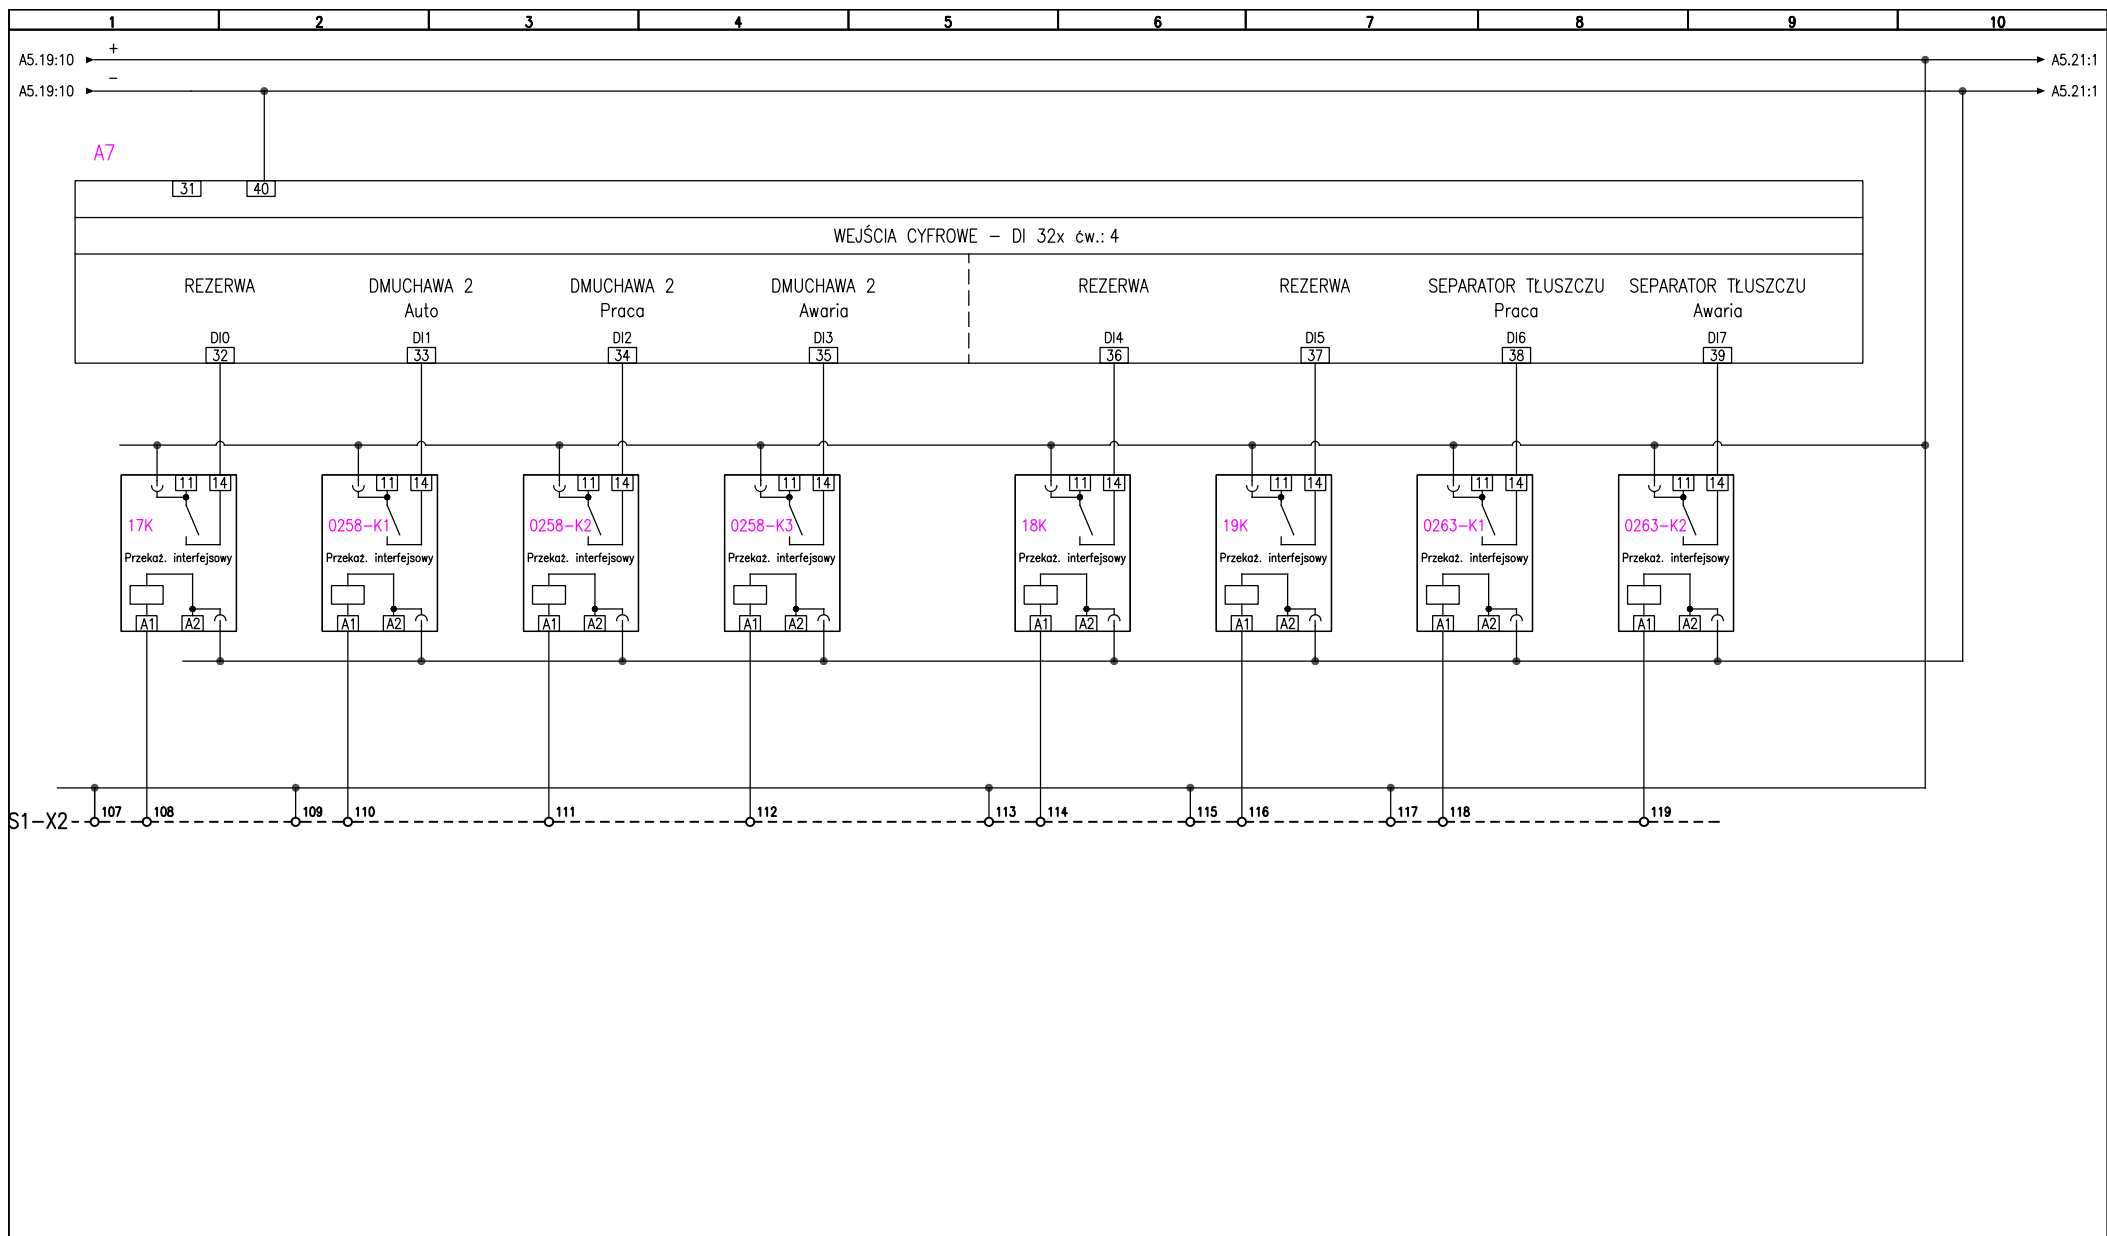 1 2 3 4 5 6 7 8 9 10
+
A5.19:10 A5.21:1
-
A5.19:10 A5.21:1
A7
31 40
WEJŚCIA CYFROWE - DI 32x ćw.: 4
REZERWA DMUCHAWA 2 DMUCHAWA 2 DMUCHAWA 2 REZERWA REZERWA SEPARATOR TŁUSZCZU SEPARATOR TŁUSZCZU
Auto Praca Awaria Praca Awaria
DI0 DI1 DI2 DI3 DI4 DI5 DI6 DI7
32 33 34 35 36 37 38 39
11 14 11 14 11 14 11 14 11 14 11 14 11 14 11 14
17K 0258-K1 0258-K2 0258-K3 18K 19K 0263-K1 0263-K2
Przekaż. interfejsowy Przekaż. interfejsowy Przekaż. interfejsowy Przekaż. interfejsowy Przekaż. interfejsowy Przekaż. interfejsowy Przekaż. interfejsowy Przekaż. interfejsowy
A1 A2 A1 A2 A1 A2 A1 A2 A1 A2 A1 A2 A1 A2 A1 A2
107 108 109 110 111 112 113 114 115 116 117 118 119
S1-X2